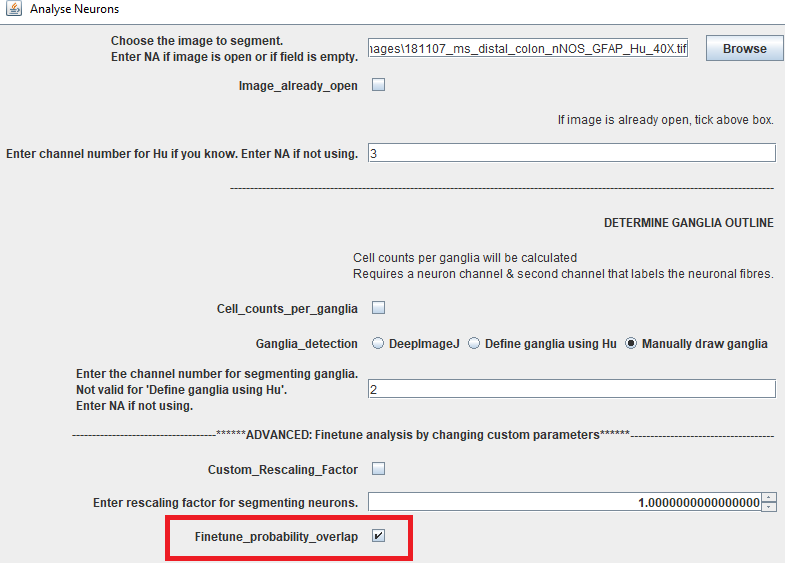 Analyse Neurons
Choose the image to segment.
Enter NA if image is open or if field is empty.
nages\181107_ms_distal_colon_nNOS_GFAP_Hu_40X.tif
Browse
Image_already_open
If image is already open, tick above box.
Enter channel number for Hu if you know. Enter NA if not using.
3
DETERMINE GANGLIA OUTLINE
Cell counts per ganglia will be calculated
Requires a neuron channel & second channel that labels the neuronal fibres.
Cell_counts_per_ganglia
Ganglia_detection
DeepImageJ
Define ganglia using Hu
Manually draw ganglia
Enter the channel number for segmenting ganglia.
Not valid for 'Define ganglia using Hu'.
Enter NA if not using.
2
------------------------------------******ADVANCED: Finetune analysis by changing custom parameters******------------------------------------
Custom_Rescaling_Factor
Enter rescaling factor for segmenting neurons.
1.0000000000000000
Finetune_probability_overlap